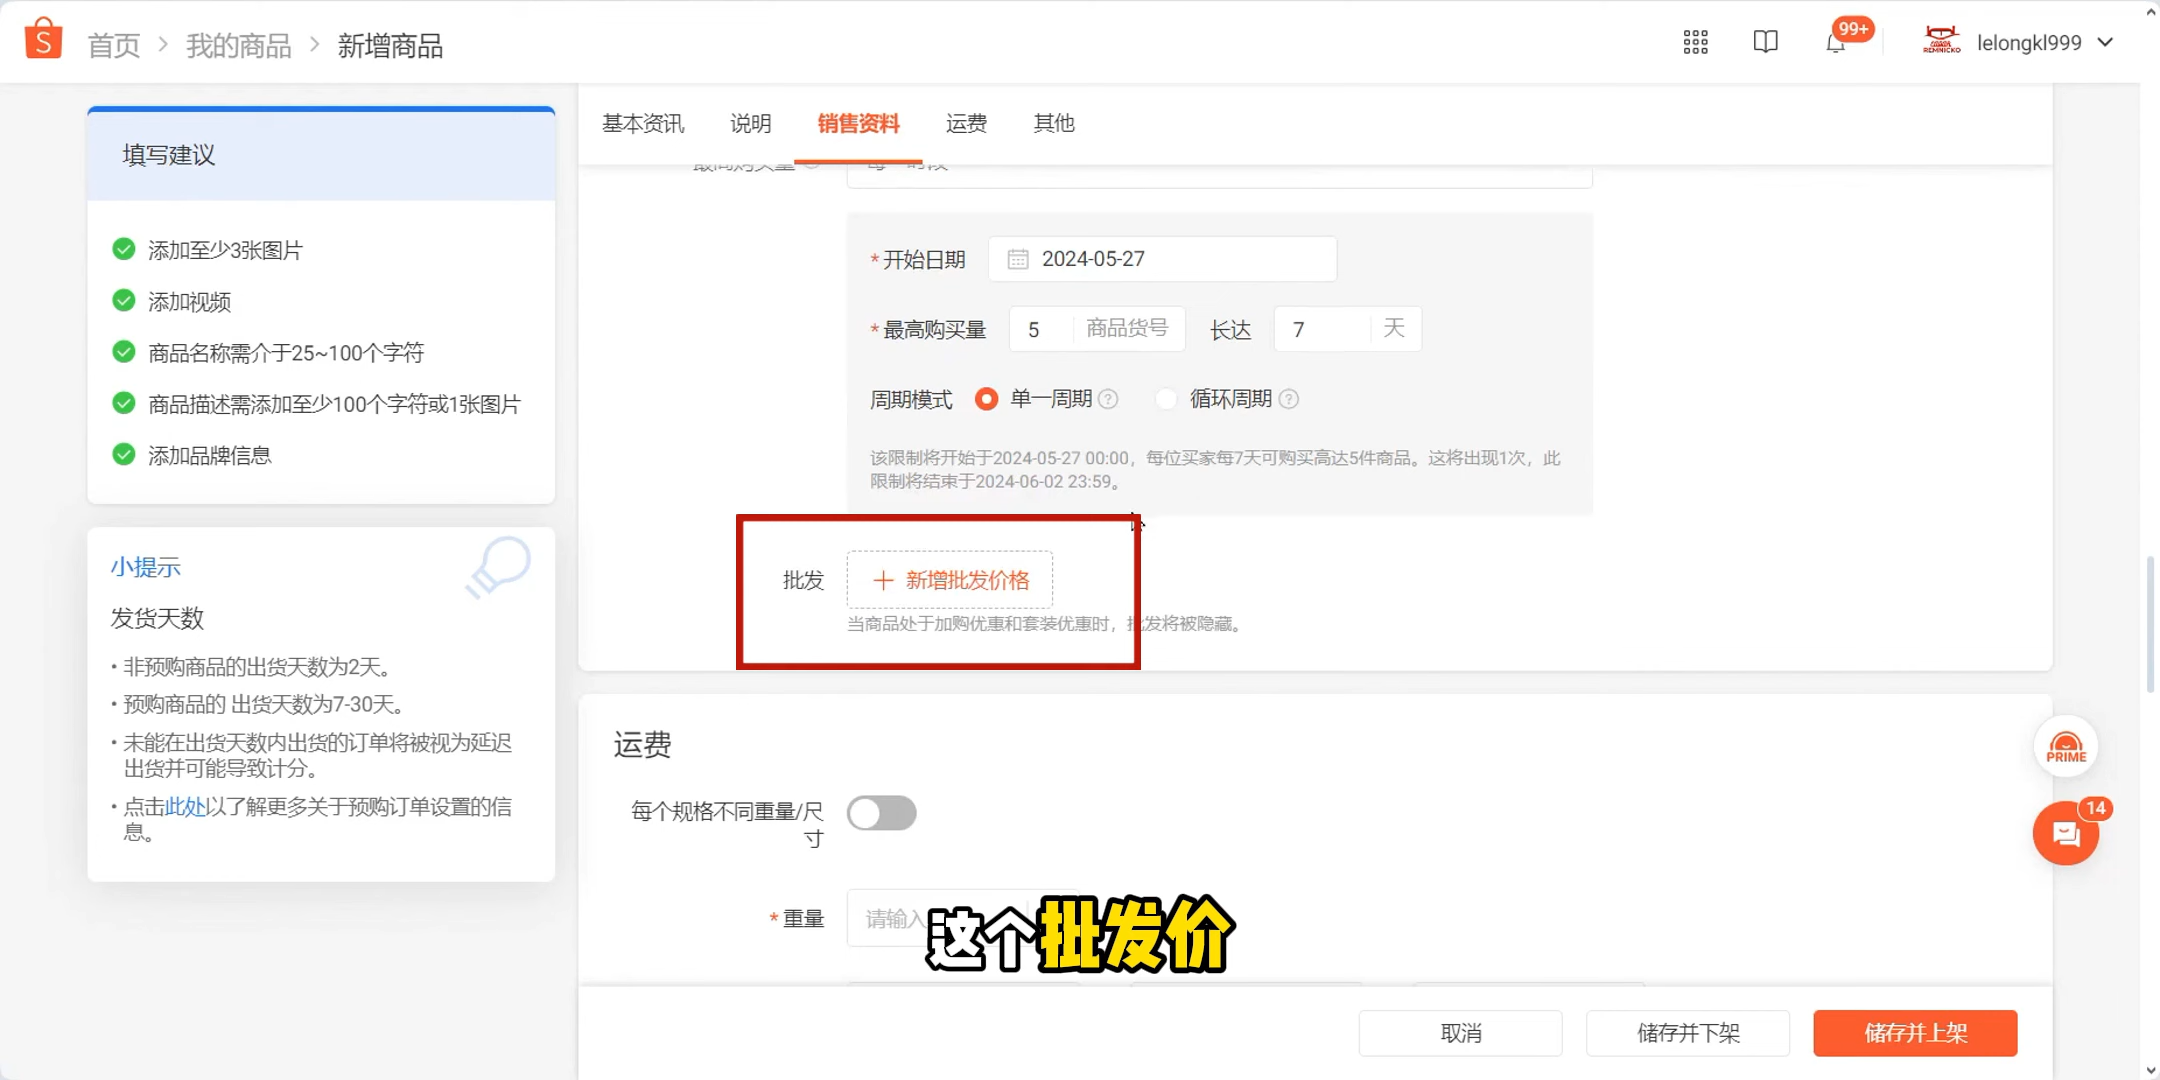 首页 > 我的商品 > 新增商品
99+
REMNICKO
lelongkl999
填写建议
添加至少3张图片
添加视频
商品名称需介于25~100个字符
商品描述需添加至少100个字符或1张图片
添加品牌信息
小提示
发货天数
• 非预购商品的出货天数为2天。
• 预购商品的 出货天数为7-30天。
• 未能在出货天数内出货的订单将被视为延迟
出货并可能导致计分。
• 点击此处以了解更多关于预购订单设置的信
息。
基本资讯 说明 销售资料 运费 其他
最高购买量
*开始日期 2024-05-27
*最高购买量 5 商品货号 长达 7 天
周期模式 单一周期 循环周期
该限制将开始于2024-05-27 00:00，每位买家每7天可购买高达5件商品。这将出现1次，此
限制将结束于2024-06-02 23:59。
批发 + 新增批发价格
当商品处于加购优惠和套装优惠时，批发将被隐藏。
运费
每个规格不同重量/尺
寸
*重量 请输入
这个批发价
PRIME
14
取消 储存并下架 储存并上架